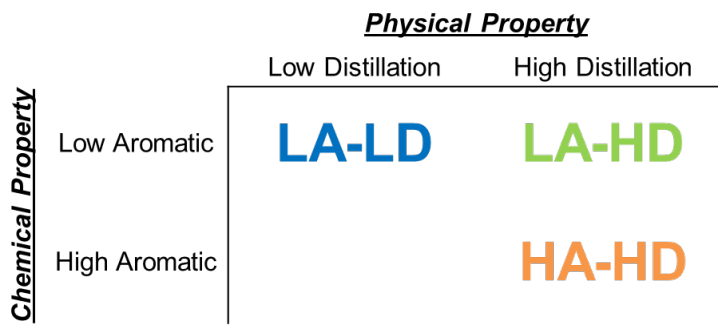 Physical Property
Low Distillation High Distillation
Chemical Property
Low Aromatic LA-LD LA-HD
High Aromatic HA-HD